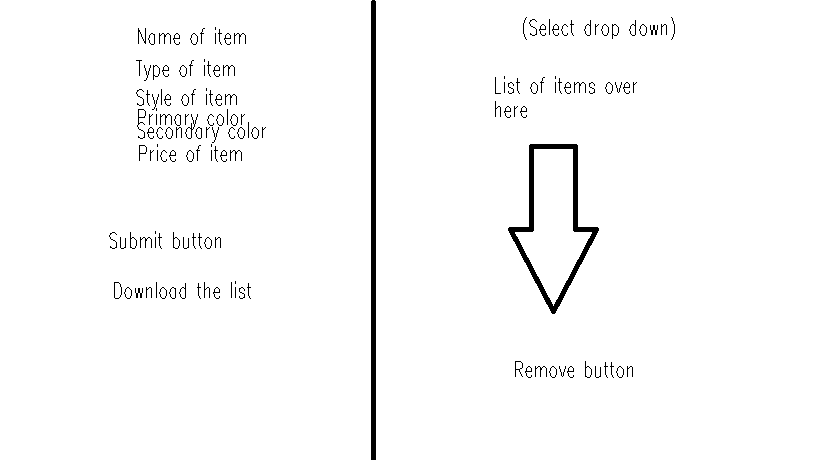 Name of item
Type of item
Style of item
Primary color
Secondary color
Price of item
Submit button
Download the list
(Select drop down)
List of items over
here
Remove button